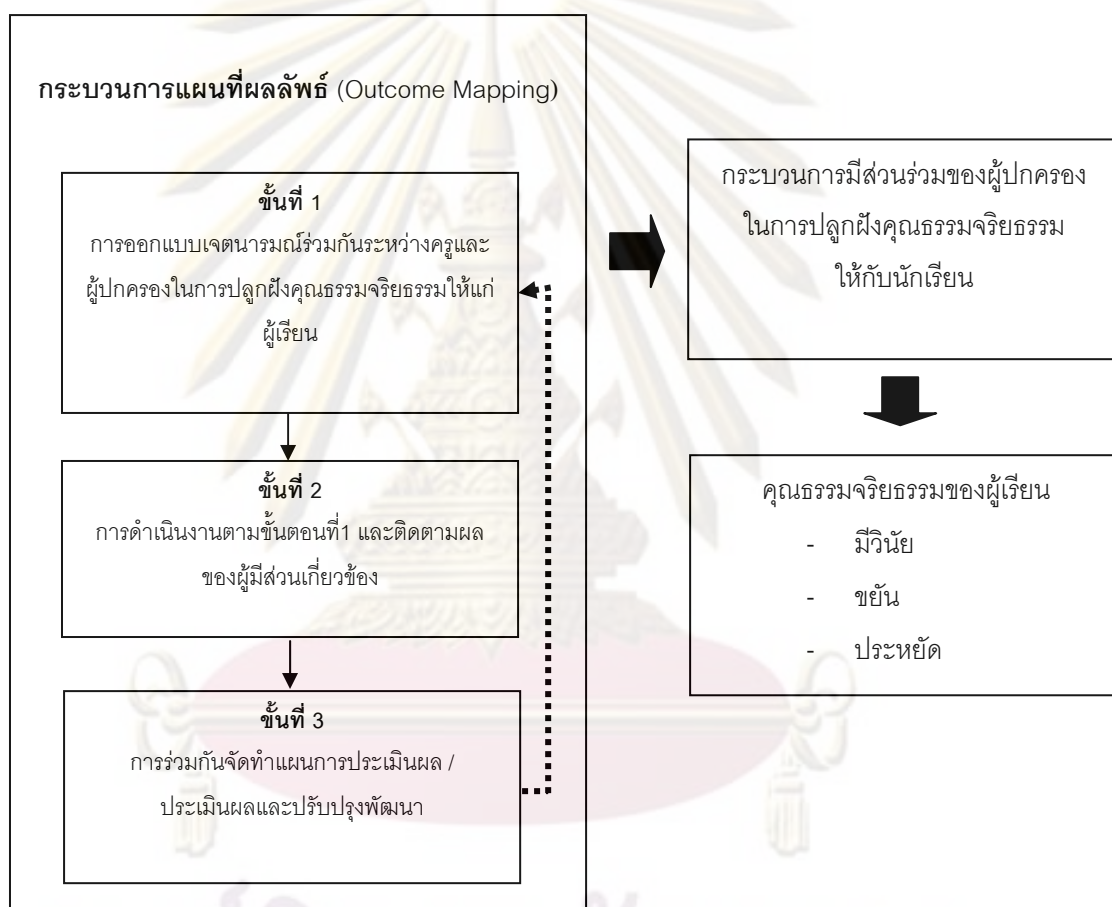 กระบวนการแผนที่ผลลัพธ์ (Outcome Mapping)
ขั้นที่ 1
การออกแบบเจตนารมณ์ร่วมกันระหว่างครูและ
ผู้ปกครองในการปลูกฝังคุณธรรมจริยธรรมให้แก่
ผู้เรียน
ขั้นที่ 2
การดำเนินงานตามขั้นตอนที่1 และติดตามผล
ของผู้มีส่วนเกี่ยวข้อง
ขั้นที่ 3
การร่วมกันจัดทำแผนการประเมินผล /
ประเมินผลและปรับปรุงพัฒนา
กระบวนการมีส่วนร่วมของผู้ปกครอง
ในการปลูกฝังคุณธรรมจริยธรรม
ให้กับนักเรียน
คุณธรรมจริยธรรมของผู้เรียน
- มีวินัย
- ขยัน
- ประหยัด